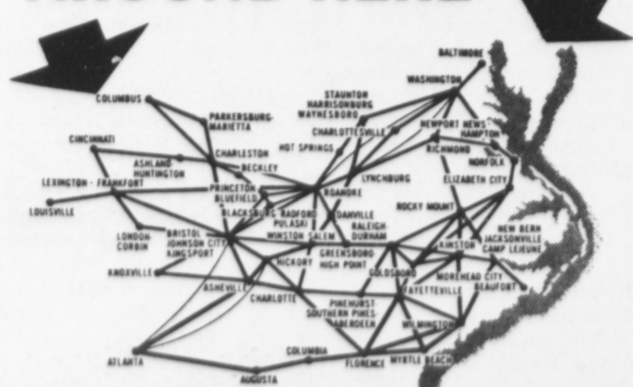 AROUND HERE
BALTIMORE
WASHINGTON
COLUMBUS
STAUNTON
HARRISONBURG
WAYNESBORO
PARKERSBURG-
MARIETTA
NEWPORT NEWS
CHARLOTTESVILLE
HAMPTON
CINCINNATI
HOT SPRINGS
RICHMOND
CHARLESTON
NORFOLK
ASHLAND
HUNTINGTON
BECKLEY
LYNCHBURG
ELIZABETH CITY
LEXINGTON - FRANKFORT
PRINCETON
BLUEFIELD
ROANOKE
LOUISVILLE
BLACKSBURG
RADFORD
PULASKI
DANVILLE
ROCKY MOUNT
RALEIGH-
DURHAM
LONDON-
CORBIN
BRISTOL
JOHNSON CITY
KINGSPORT
WINSTON SALEM
GREENSBORO-
HIGH POINT
NEW BERN
JACKSONVILLE
CAMP LEJEUNE
KINSTON
HICKORY
GOLDSBORO
KNOXVILLE
MOREHEAD CITY
BEAUFORT
ASHEVILLE
CHARLOTTE
FAYETTEVILLE
PINEHURST
SOUTHERN PINES-
ABERDEEN
WILMINGTON
ATLANTA
COLUMBIA
FLORENCE
MYRTLE BEACH
AUGUSTA